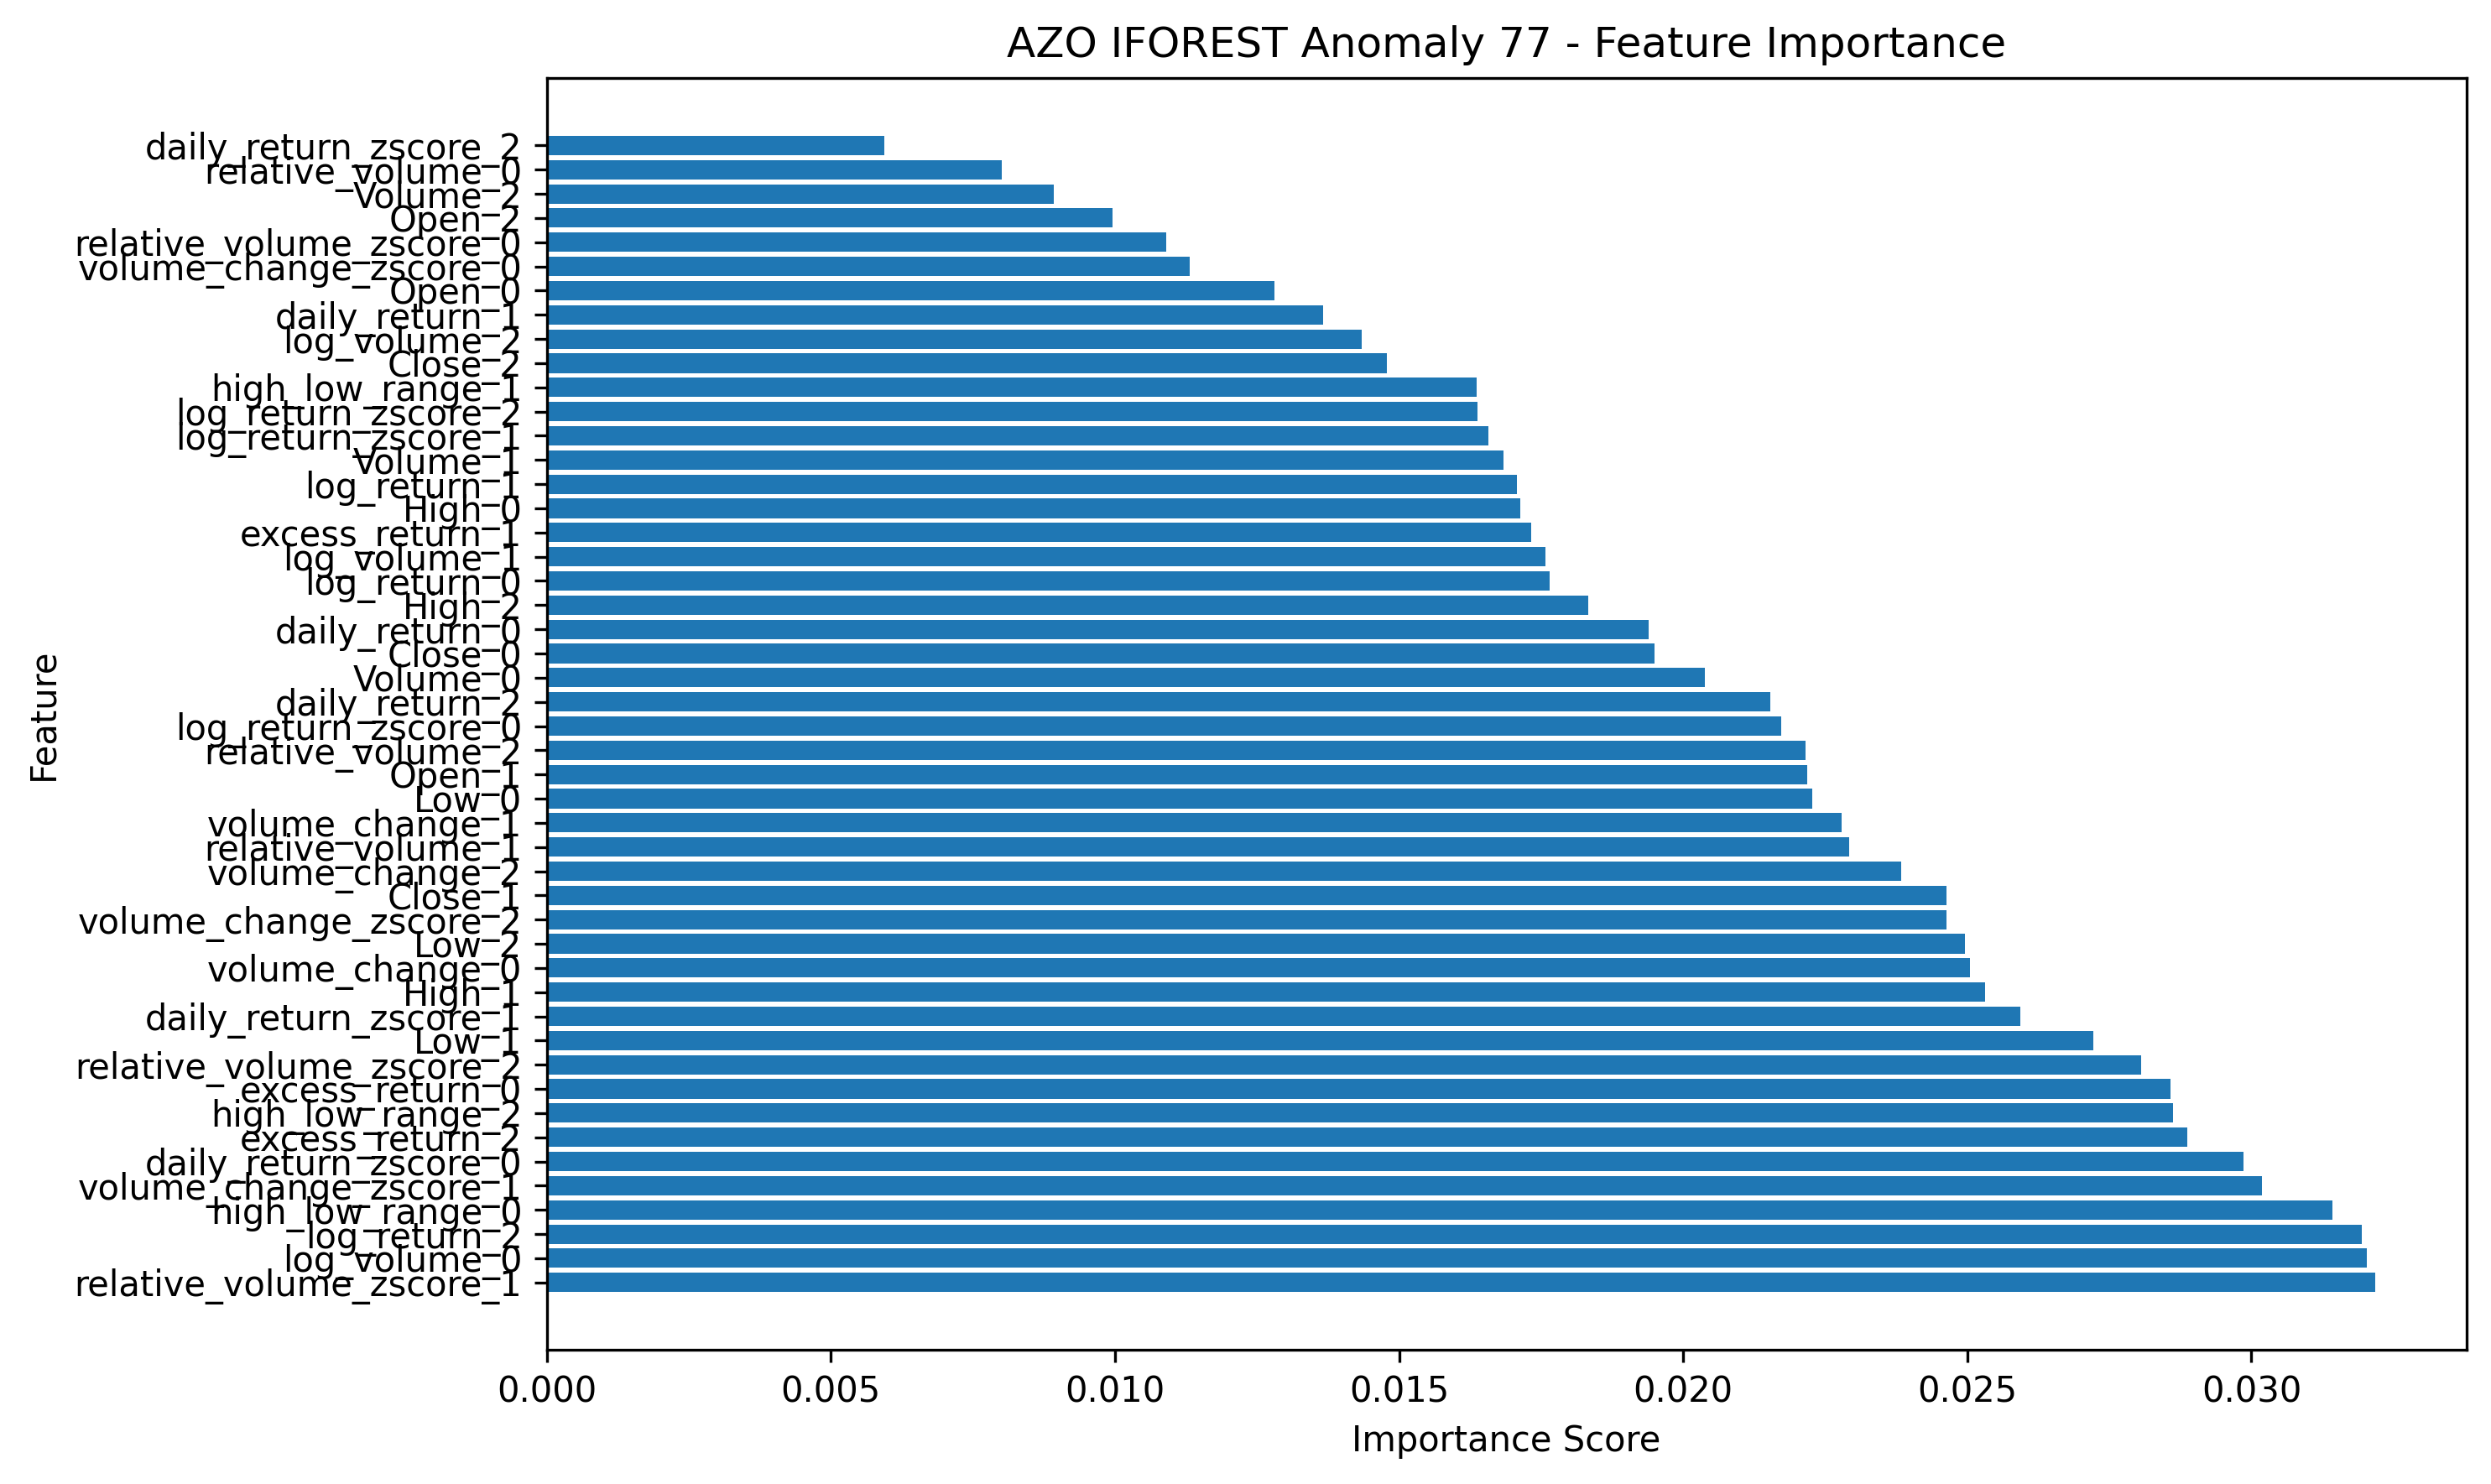 AZO IFOREST Anomaly 77 - Feature Importance
daily_return_zscore_2
relative_volume_0
Volume_2
Open_2
relative_volume_zscore_0
volume_change_zscore_0
Open_0
daily_return_1
log_volume_2
Close_2
high_low_range_1
log_return_zscore_2
log_return_zscore_1
Volume_1
log_return_1
High_0
excess_return_1
log_volume_1
log_return_0
High_2
daily_return_0
Close_0
Volume_0
daily_return_2
log_return_zscore_0
relative_volume_2
Open_1
Low_0
volume_change_1
relative_volume_1
volume_change_2
Close_1
volume_change_zscore_2
Low_2
volume_change_0
High_1
daily_return_zscore_1
Low_1
relative_volume_zscore_2
excess_return_0
high_low_range_2
excess_return_2
daily_return_zscore_0
volume_change_zscore_1
high_low_range_0
log_return_2
log_volume_0
relative_volume_zscore_1
Feature
0.000 0.005 0.010 0.015 0.020 0.025 0.030
Importance Score